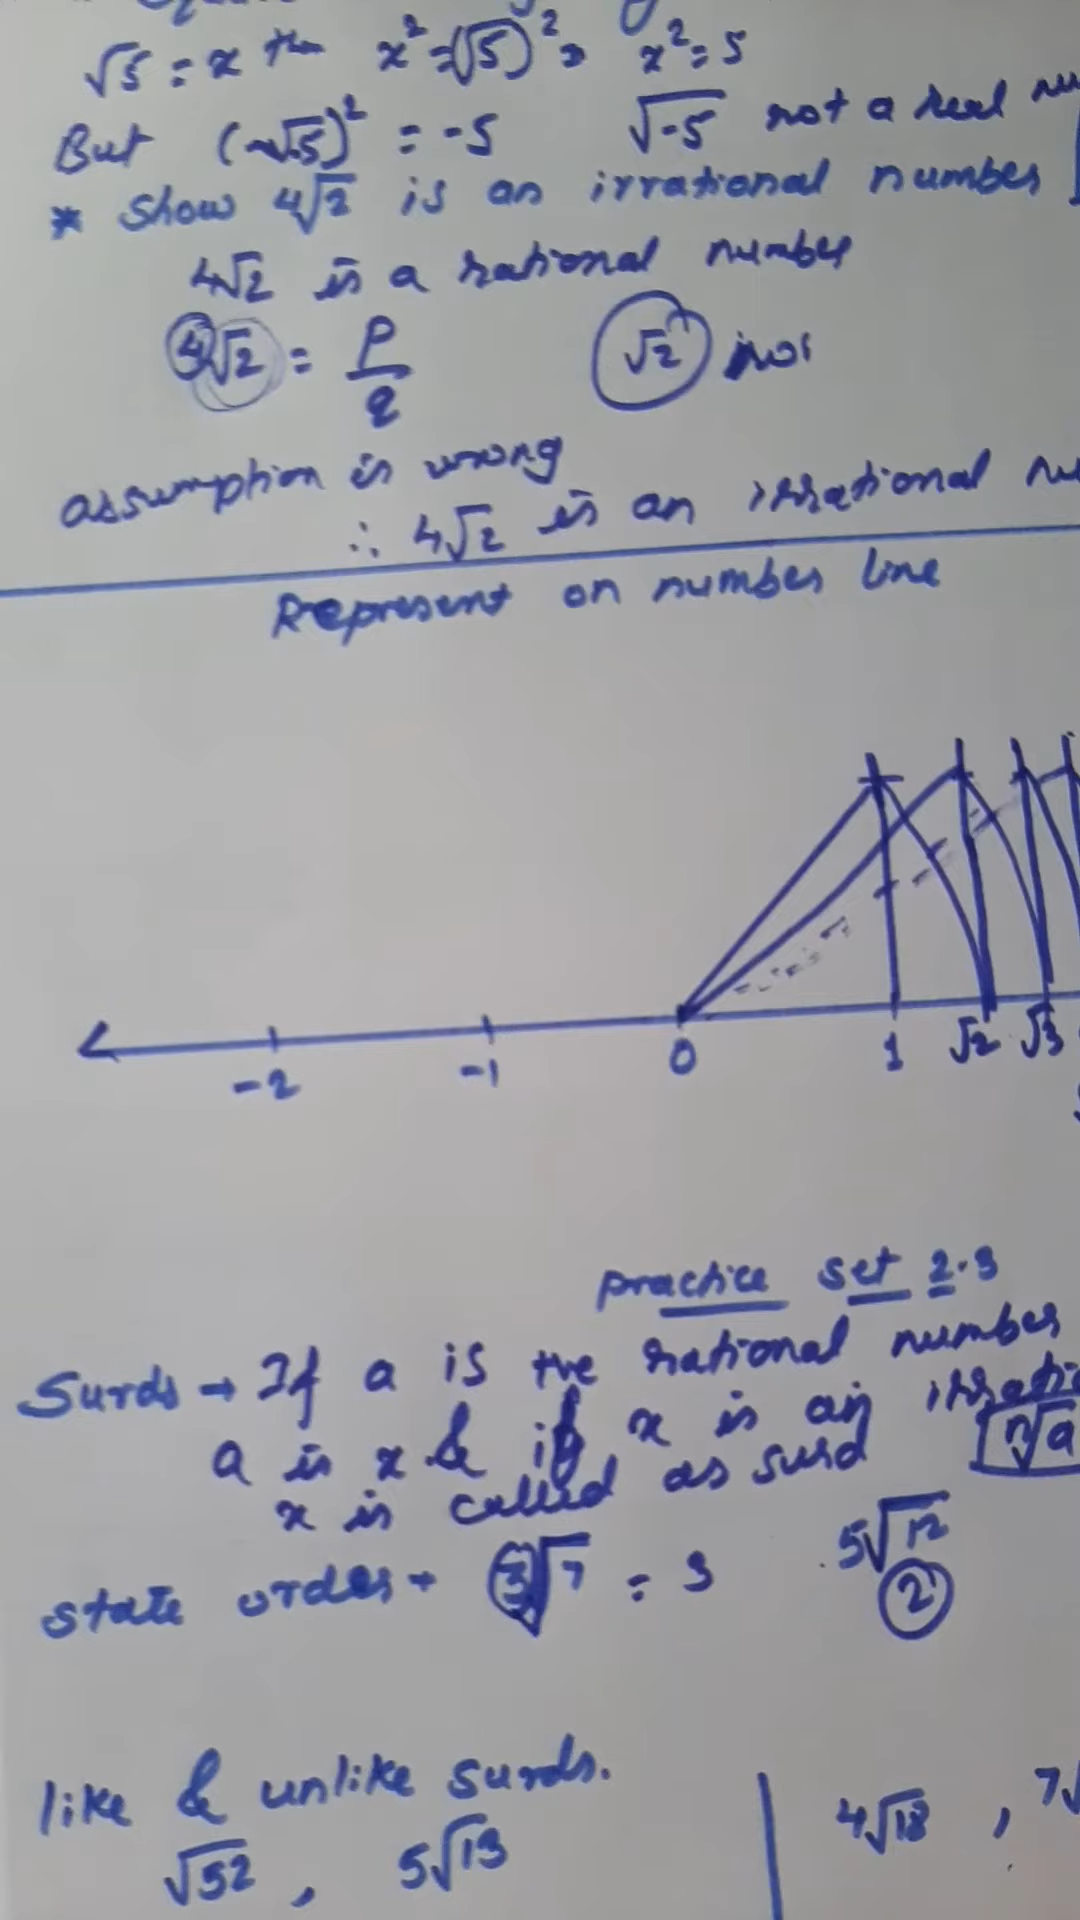 √5 = x then x² = (√5)² = x² = 5
But (-√5)² = -5 √-5 not a real
* Show 4√2 is an irrational number
4√2 is a rational number
4√2 = p/q √2 not
assumption is wrong
∴ 4√2 is an irrational
Represent on number line
-2 -1 0 1 √2 √3
Practice set 2.3
Surds → If a is +ve rational number
a is x & if x is an
x is called as surd ⁿ√a
state order → ³√7 = 3 5√12
2
like & unlike surds.
√52 , 5√13 4√18 , 7√